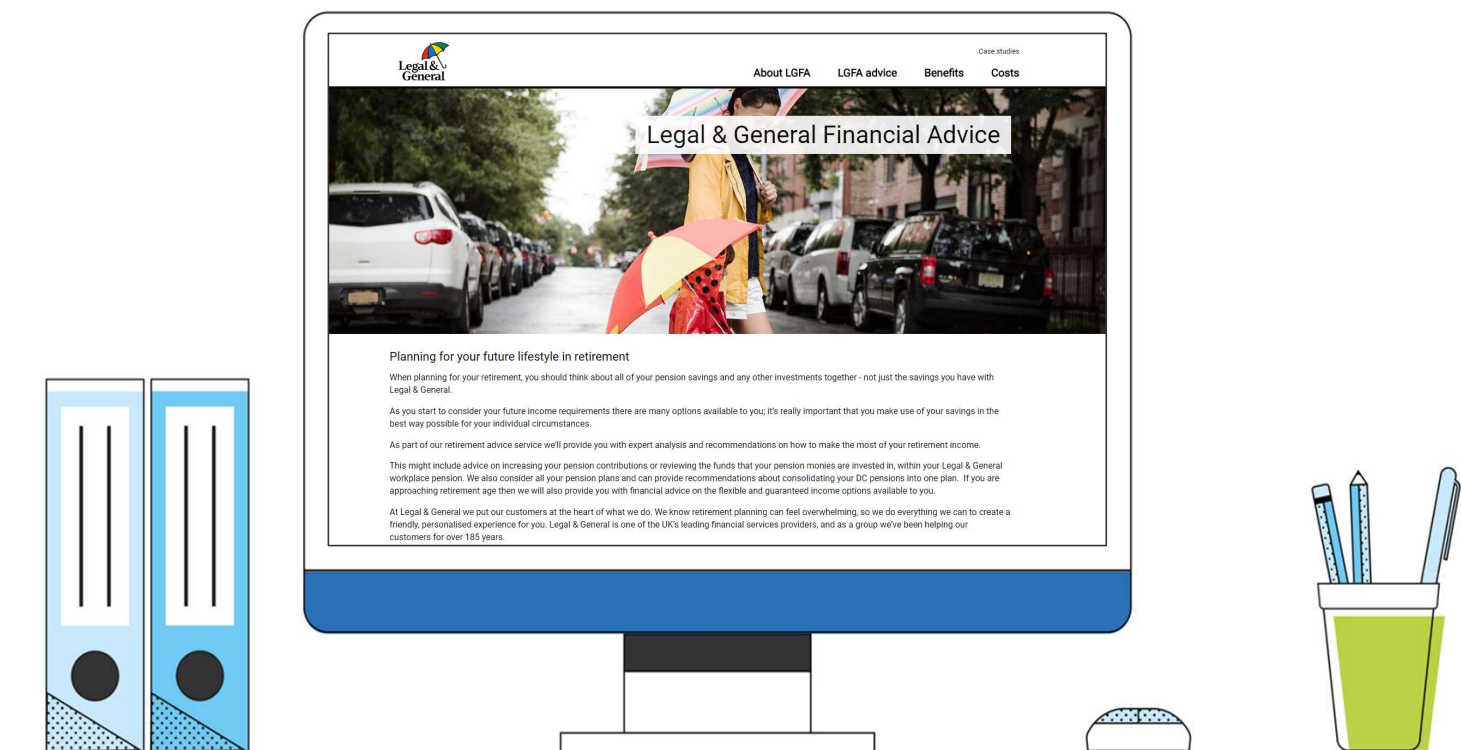 Legal &
General
Case studies
About LGFA LGFA advice Benefits Costs
Legal & General Financial Advice
Planning for your future lifestyle in retirement
When planning for your retirement, you should think about all of your pension savings and any other investments together - not just the savings you have with
Legal & General.
As you start to consider your future income requirements there are many options available to you; it's really important that you make use of your savings in the
best way possible for your individual circumstances.
As part of our retirement advice service we'll provide you with expert analysis and recommendations on how to make the most of your retirement income.
This might include advice on increasing your pension contributions or reviewing the funds that your pension monies are invested in, within your Legal & General
workplace pension. We also consider all your pension plans and can provide recommendations about consolidating your DC pensions into one plan. If you are
approaching retirement age then we will also provide you with financial advice on the flexible and guaranteed income options available to you.
At Legal & General we put our customers at the heart of what we do. We know retirement planning can feel overwhelming, so we do everything we can to create a
friendly, personalised experience for you. Legal & General is one of the UK's leading financial services providers, and as a group we've been helping our
customers for over 185 years.